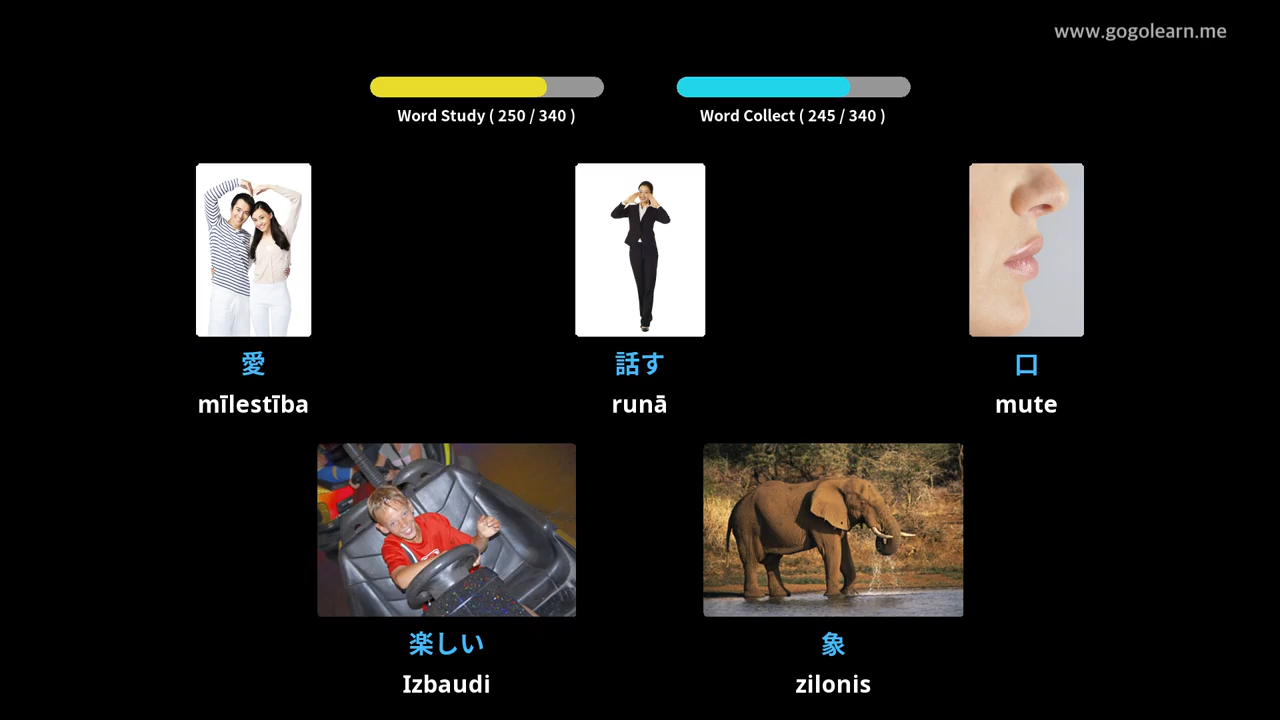 www.gogolearn.me
Word Study ( 250 / 340 )
Word Collect ( 245 / 340 )
愛
話す
口
mīlestība
runā
mute
楽しい
象
Izbaudi
zilonis